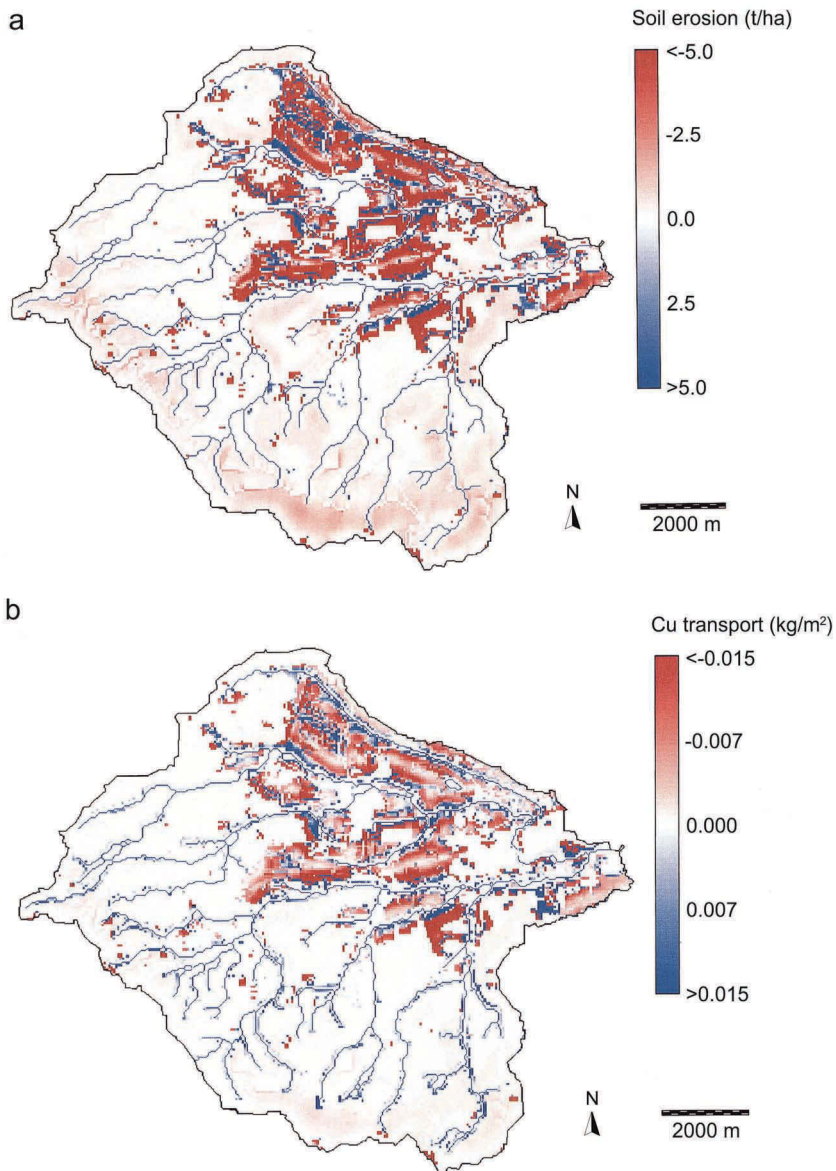 a
Soil erosion (t/ha)
<-5.0
-2.5
0.0
2.5
>5.0
N
2000 m
b
Cu transport (kg/m²)
<-0.015
-0.007
0.000
0.007
>0.015
N
2000 m